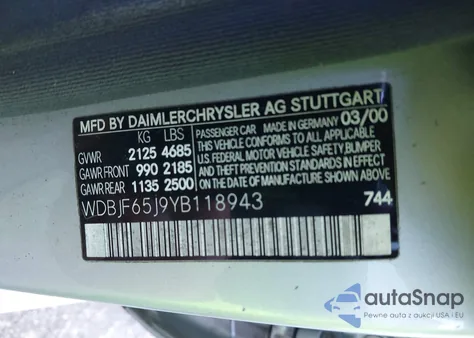 MFD BY DAIMLERCHRYSLER AG STUTTGART
KG LBS
GVWR 2125 4685
GAWR FRONT 990 2185
GAWR REAR 1135 2500
PASSENGER CAR MADE IN GERMANY 03/00
THIS VEHICLE CONFORMS TO ALL
APPLICABLE U.S. FEDERAL
MOTOR VEHICLE SAFETY, BUMPER
AND THEFT PREVENTION STANDARDS
IN EFFECT ON THE DATE OF
MANUFACTURE SHOWN ABOVE
WDBJF65J9YB118943
744
autoSnap
Pewne auta z aukcji USA i EU